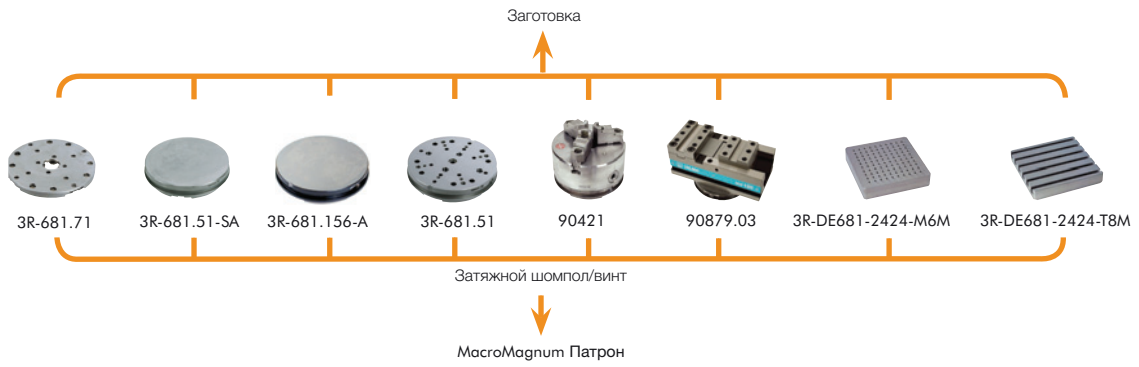 Заготовка
3R-681.71
3R-681.51-SA
3R-681.156-A
3R-681.51
90421
90879.03
3R-DE681-2424-M6M
3R-DE681-2424-T8M
Затяжной шомпол/винт
MacroMagnum Патрон